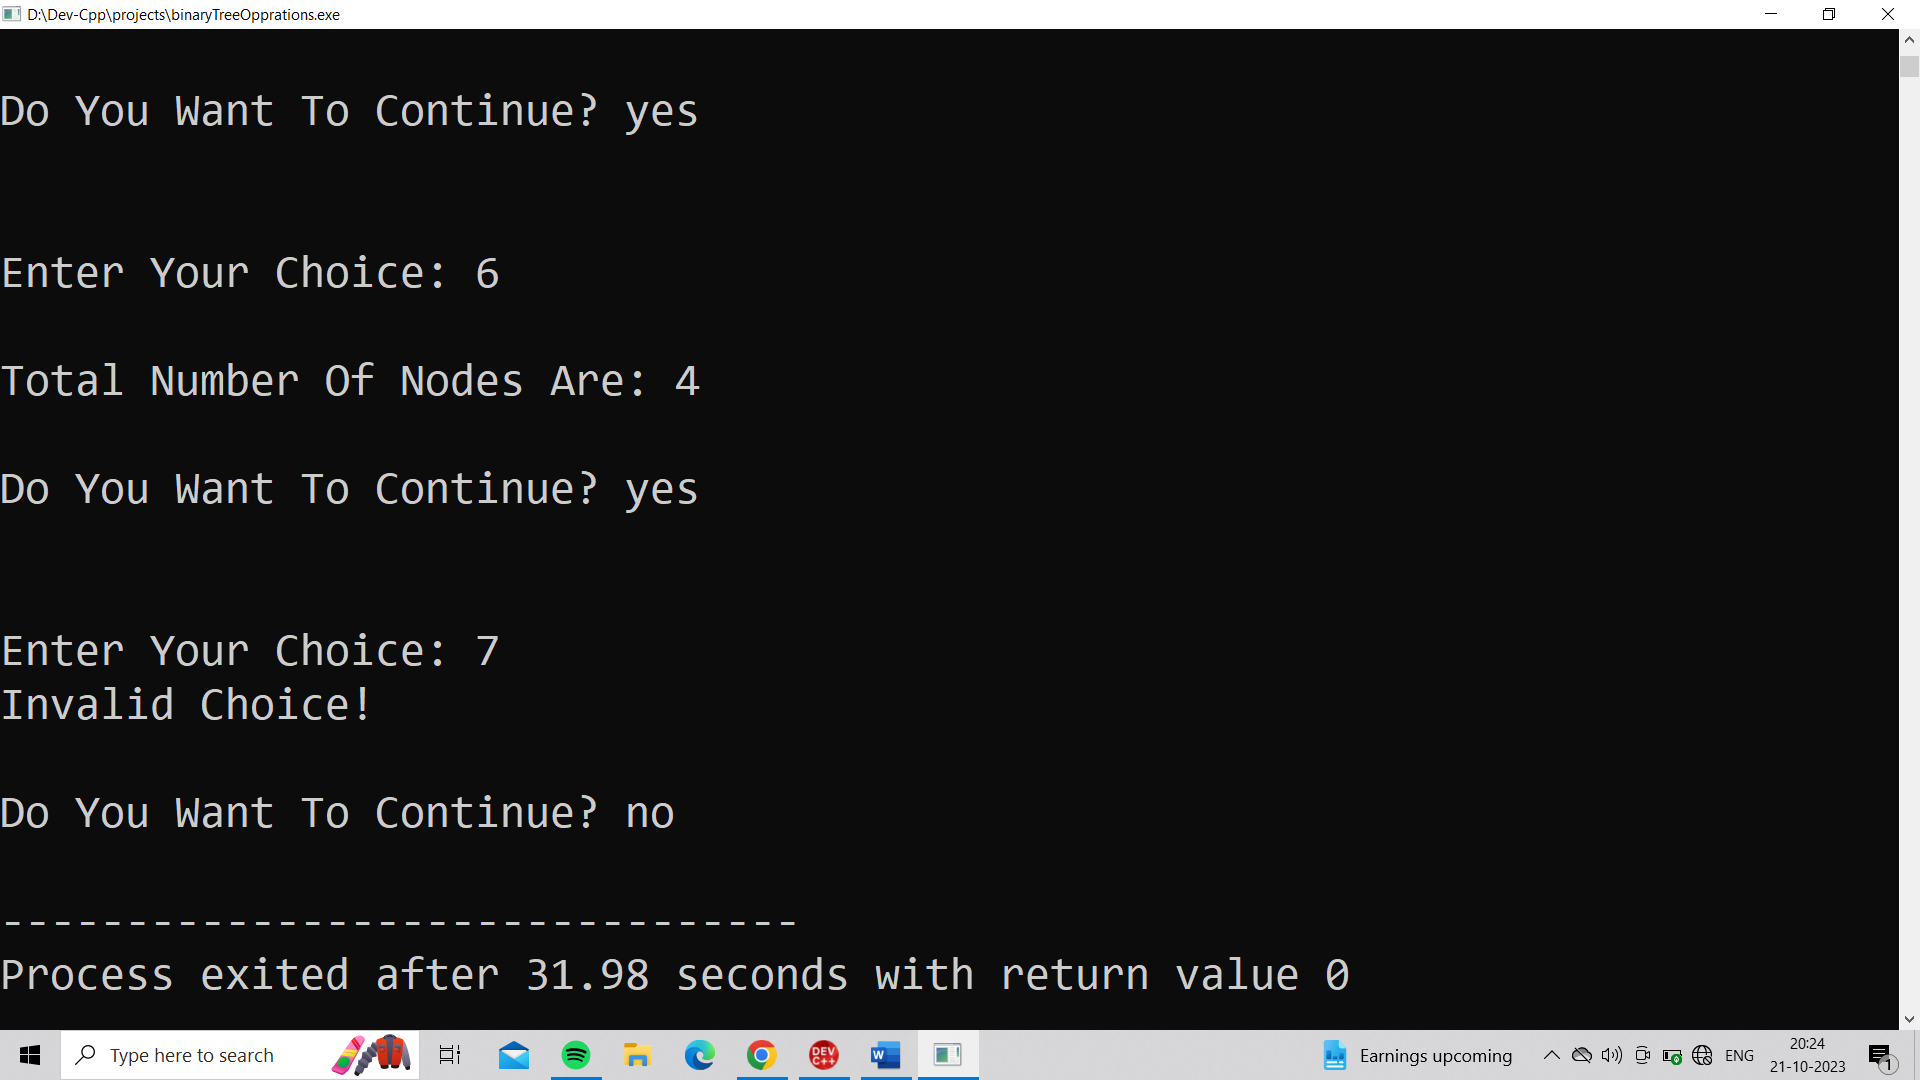 D:\Dev-Cpp\projects\binaryTreeOpprations.exe
Do You Want To Continue? yes
Enter Your Choice: 6
Total Number Of Nodes Are: 4
Do You Want To Continue? yes
Enter Your Choice: 7
Invalid Choice!
Do You Want To Continue? no
--------------------------------
Process exited after 31.98 seconds with return value 0
Type here to search
DEV C++
W
Earnings upcoming
ENG
20:24
21-10-2023
1